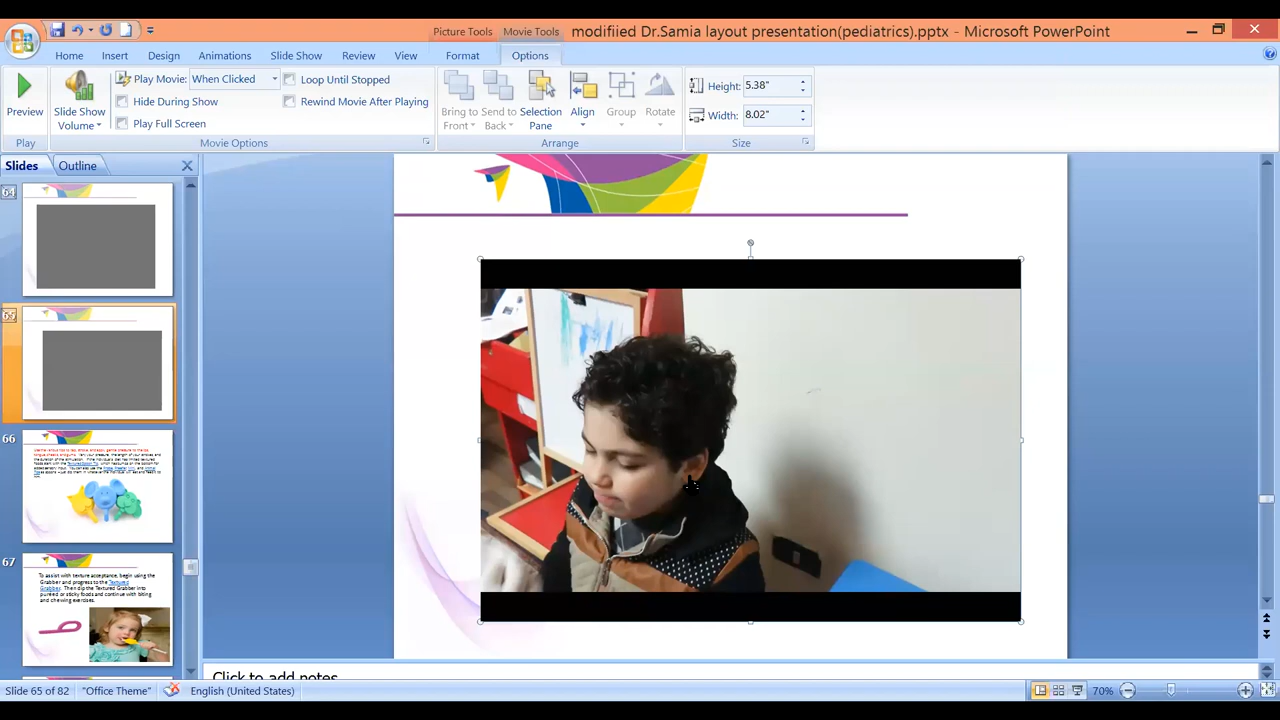 Picture Tools Movie Tools modifiied Dr.Samia layout presentation(pediatrics).pptx - Microsoft PowerPoint
Home Insert Design Animations Slide Show Review View Format Options
Preview
Slide Show Volume
Play Movie: When Clicked
Hide During Show
Play Full Screen
Loop Until Stopped
Rewind Movie After Playing
Bring to Front
Send to Back
Selection Pane
Align
Group
Rotate
Height: 5.38"
Width: 8.02"
Play Movie Options Arrange Size
Slides Outline
64
65
66
67
To assist with texture acceptance, begin using the
Grabber and progress to the Textured
Grabber. Then dip the Textured Grabber into
puréed or sticky foods and continue with biting
and chewing exercises.
Click to add notes
Slide 65 of 82 "Office Theme" English (United States) 70%